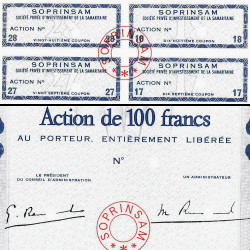 SOPRINSAM
SOCIÉTÉ PRIVÉE D'INVESTISSEMENT DE LA SAMARITAINE
ACTION N°
28 28
VINGT-HUITIÈME COUPON
SOPRINSAM
SOCIÉTÉ PRIVÉE D'INVESTISSEMENT DE LA SAMARITAINE
ACTION N°
18 18
DIX-HUITIÈME COUPON
SOPRINSAM
SOCIÉTÉ PRIVÉE D'INVESTISSEMENT DE LA SAMARITAINE
ACTION N°
27 27
VINGT-SEPTIÈME COUPON
SOPRINSAM
SOCIÉTÉ PRIVÉE D'INVESTISSEMENT DE LA SAMARITAINE
ACTION N°
17 17
DIX-SEPTIÈME COUPON
SOPRINSAM
Action de 100 francs
AU PORTEUR, ENTIÈREMENT LIBÉRÉE
N°
LE PRÉSIDENT
DU CONSEIL D'ADMINISTRATION
UN ADMINISTRATEUR
SOPRINSAM